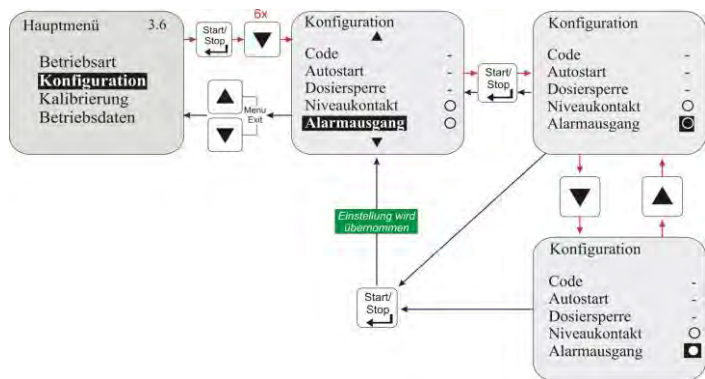 Hauptmenü 3.6
Betriebsart
Konfiguration
Kalibrierung
Betriebsdaten
Start/
Stop
6x
Menu
Exit
Konfiguration
Code -
Autostart -
Dosiersperre -
Niveaukontakt
Alarmausgang
Start/
Stop
Konfiguration
Code -
Autostart -
Dosiersperre -
Niveaukontakt
Alarmausgang
Einstellung wird
übernommen
Start/
Stop
Konfiguration
Code -
Autostart -
Dosiersperre -
Niveaukontakt
Alarmausgang